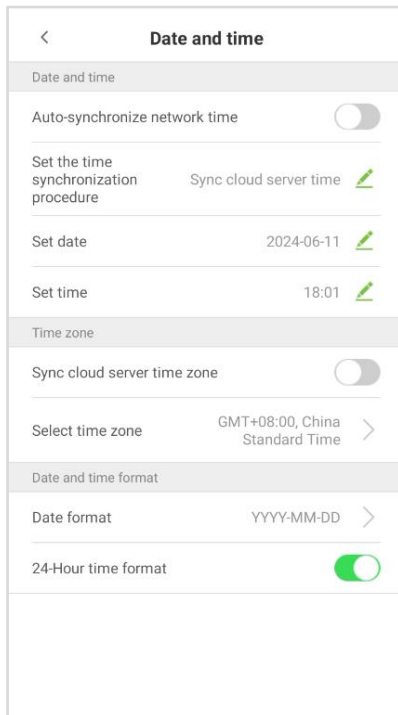 Date and time
Date and time
Auto-synchronize network time
Set the time
synchronization
procedure
Sync cloud server time
Set date
2024-06-11
Set time
18:01
Time zone
Sync cloud server time zone
Select time zone
GMT+08:00, China
Standard Time
Date and time format
Date format
YYYY-MM-DD
24-Hour time format